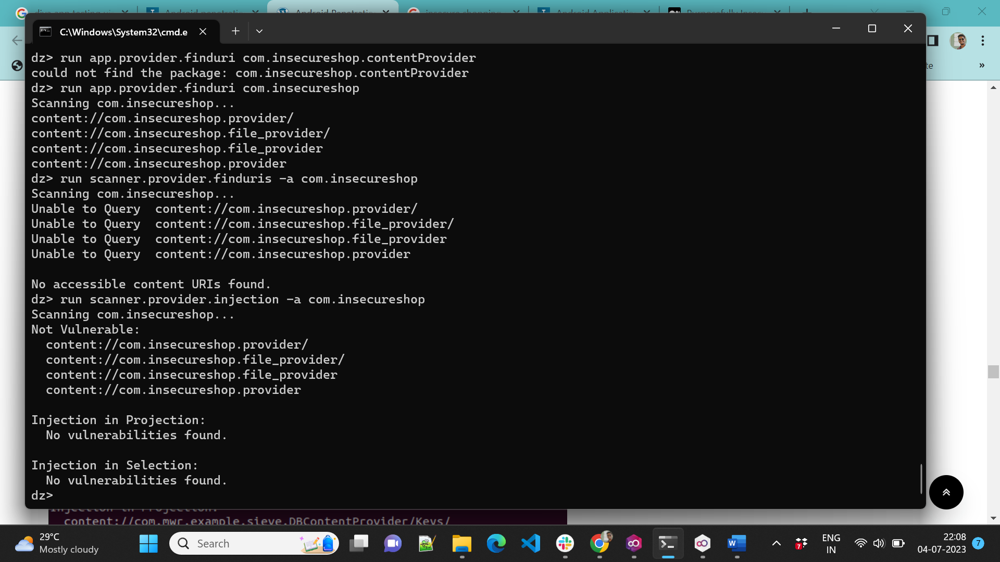 C:\Windows\System32\cmd.e
dz> run app.provider.finduri com.insecureshop.contentProvider
could not find the package: com.insecureshop.contentProvider
dz> run app.provider.finduri com.insecureshop
Scanning com.insecureshop...
content://com.insecureshop.provider/
content://com.insecureshop.file_provider/
content://com.insecureshop.file_provider
content://com.insecureshop.provider
dz> run scanner.provider.finduris -a com.insecureshop
Scanning com.insecureshop...
Unable to Query  content://com.insecureshop.provider/
Unable to Query  content://com.insecureshop.file_provider/
Unable to Query  content://com.insecureshop.file_provider
Unable to Query  content://com.insecureshop.provider

No accessible content URIs found.
dz> run scanner.provider.injection -a com.insecureshop
Scanning com.insecureshop...
Not Vulnerable:
  content://com.insecureshop.provider/
  content://com.insecureshop.file_provider/
  content://com.insecureshop.file_provider
  content://com.insecureshop.provider

Injection in Projection:
  No vulnerabilities found.

Injection in Selection:
  No vulnerabilities found.
dz>
content://com.mwr.example.sieve.DBContentProvider/Keys/
29°C
Mostly cloudy
Search
7
ENG
IN
22:08
04-07-2023
7